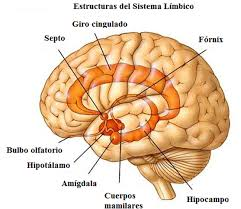 Estructuras del Sistema Límbico
Giro cingulado
Septo
Fórnix
Bulbo olfatorio
Hipotálamo
Amígdala
Cuerpos
mamilares
Hipocampo